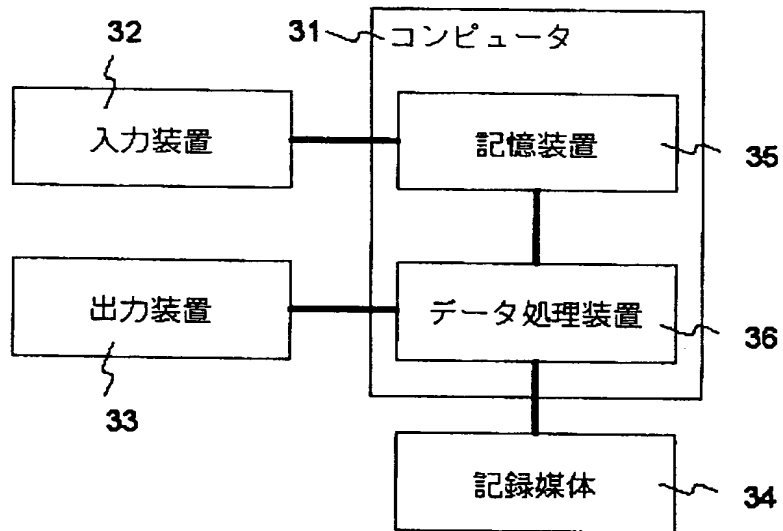 32
31
コンピュータ
入力装置
記憶装置
35
出力装置
データ処理装置
36
33
記録媒体
34